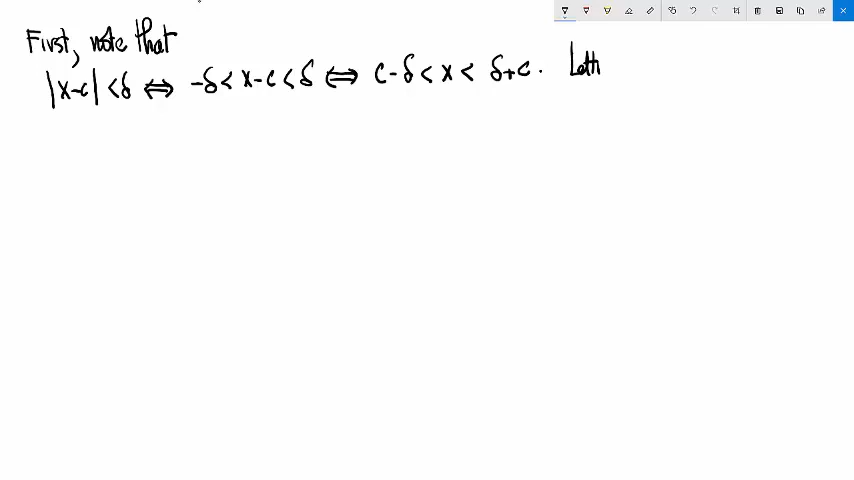 First, note that
|x-c| < δ ⟺ -δ < x-c < δ ⟺ c-δ < x < δ+c.